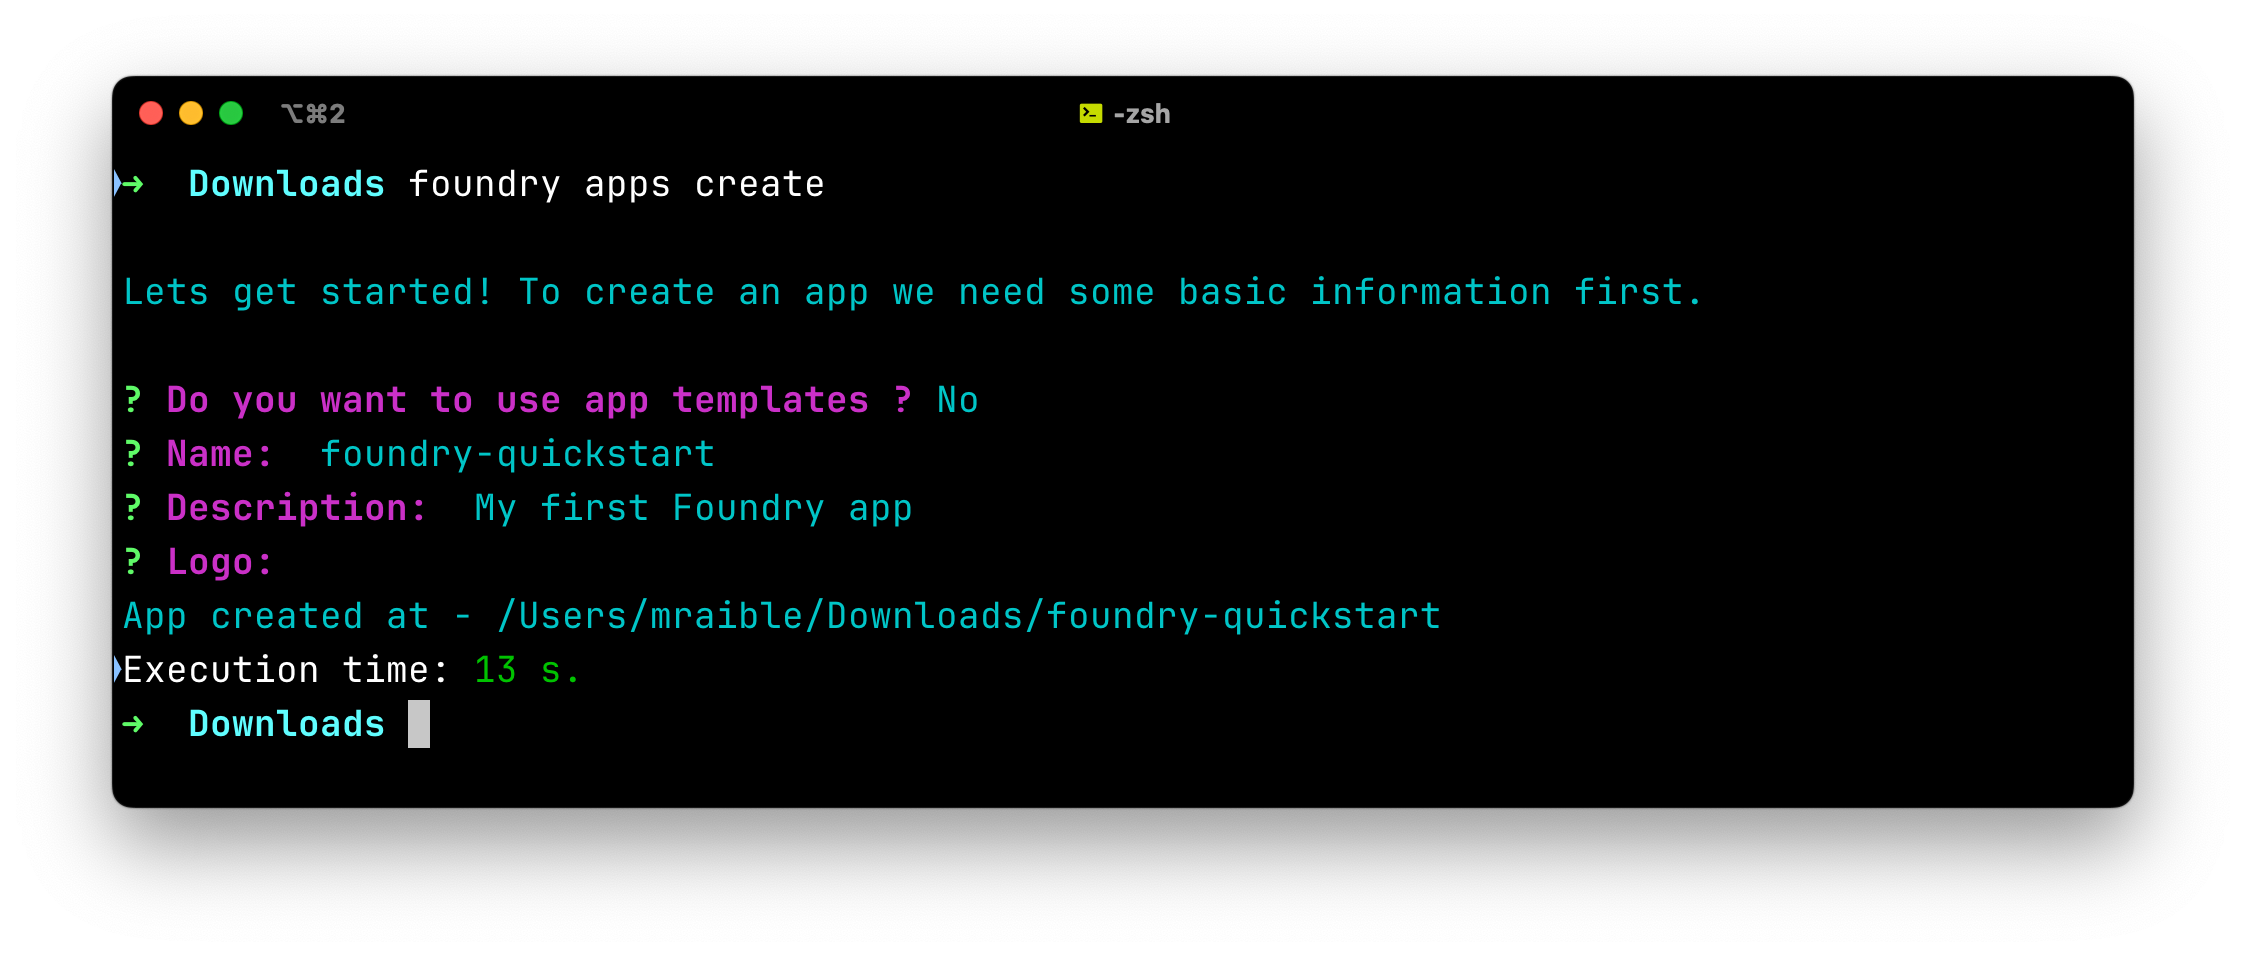 ⌥⌘2
-zsh
➜ Downloads foundry apps create
Lets get started! To create an app we need some basic information first.
? Do you want to use app templates ? No
? Name: foundry-quickstart
? Description: My first Foundry app
? Logo:
App created at - /Users/mraible/Downloads/foundry-quickstart
Execution time: 13 s.
➜ Downloads